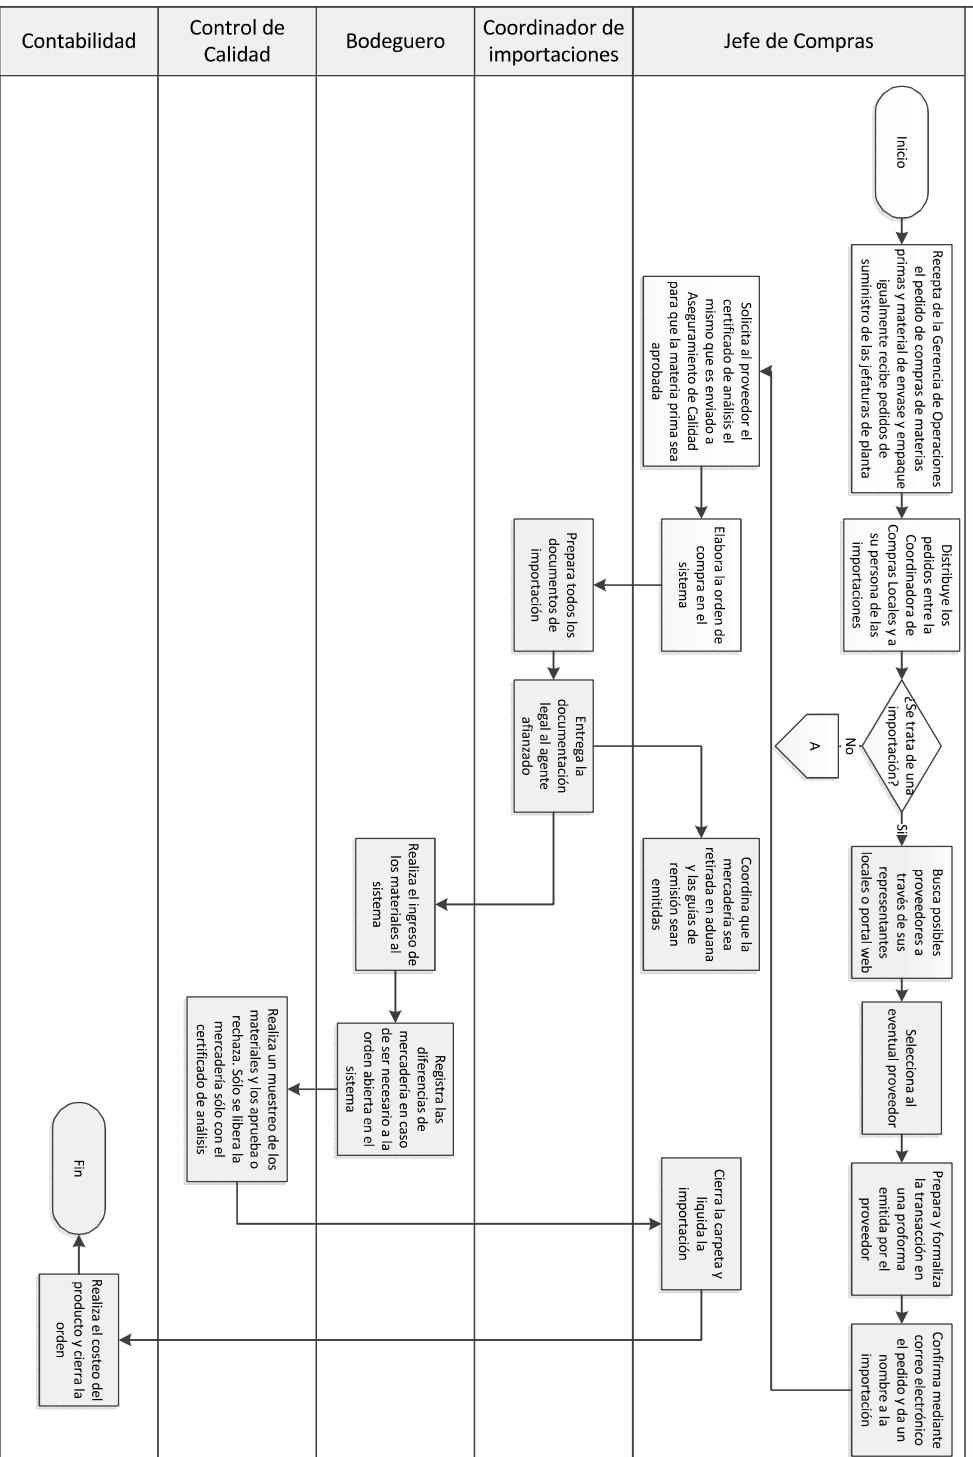 Contabilidad
Control de
Calidad
Bodeguero
Coordinador de
importaciones
Jefe de Compras
Inicio
Recepta de la Gerencia de Operaciones
el pedido de compras de materias
primas y material de envase y empaque
igualmente recibe pedidos de
suministro de las jefaturas de planta
Distribuye los
pedidos entre la
Coordinadora de
Compras Locales y a
su persona de las
importaciones
¿Se trata de una
importación?
No
A
Si
Busca posibles
proveedores a
través de sus
representantes
locales o portal web
Selecciona al
eventual proveedor
Prepara y formaliza
la transacción en
una proforma
emitida por el
proveedor
Confirma mediante
correo electrónico
el pedido y da un
nombre a la
importación
Solicita al proveedor el
certificado de análisis el
mismo que es enviado a
Aseguramiento de Calidad
para que la materia prima sea
aprobada
Elabora la orden de
compra en el
sistema
Prepara todos los
documentos de
importación
Entrega la
documentación
legal al agente
afianzado
Coordina que la
mercadería sea
retirada en aduana
y las guías de
remisión sean
emitidas
Realiza el ingreso de
los materiales al
sistema
Registra las
diferencias de
mercadería en caso
de ser necesario a la
orden abierta en el
sistema
Realiza un muestreo de los
materiales y los aprueba o
rechaza. Sólo se libera la
mercadería sólo con el
certificado de análisis
Cierra la carpeta y
liquida la
importación
Realiza el costeo del
producto y cierra la
orden
Fin